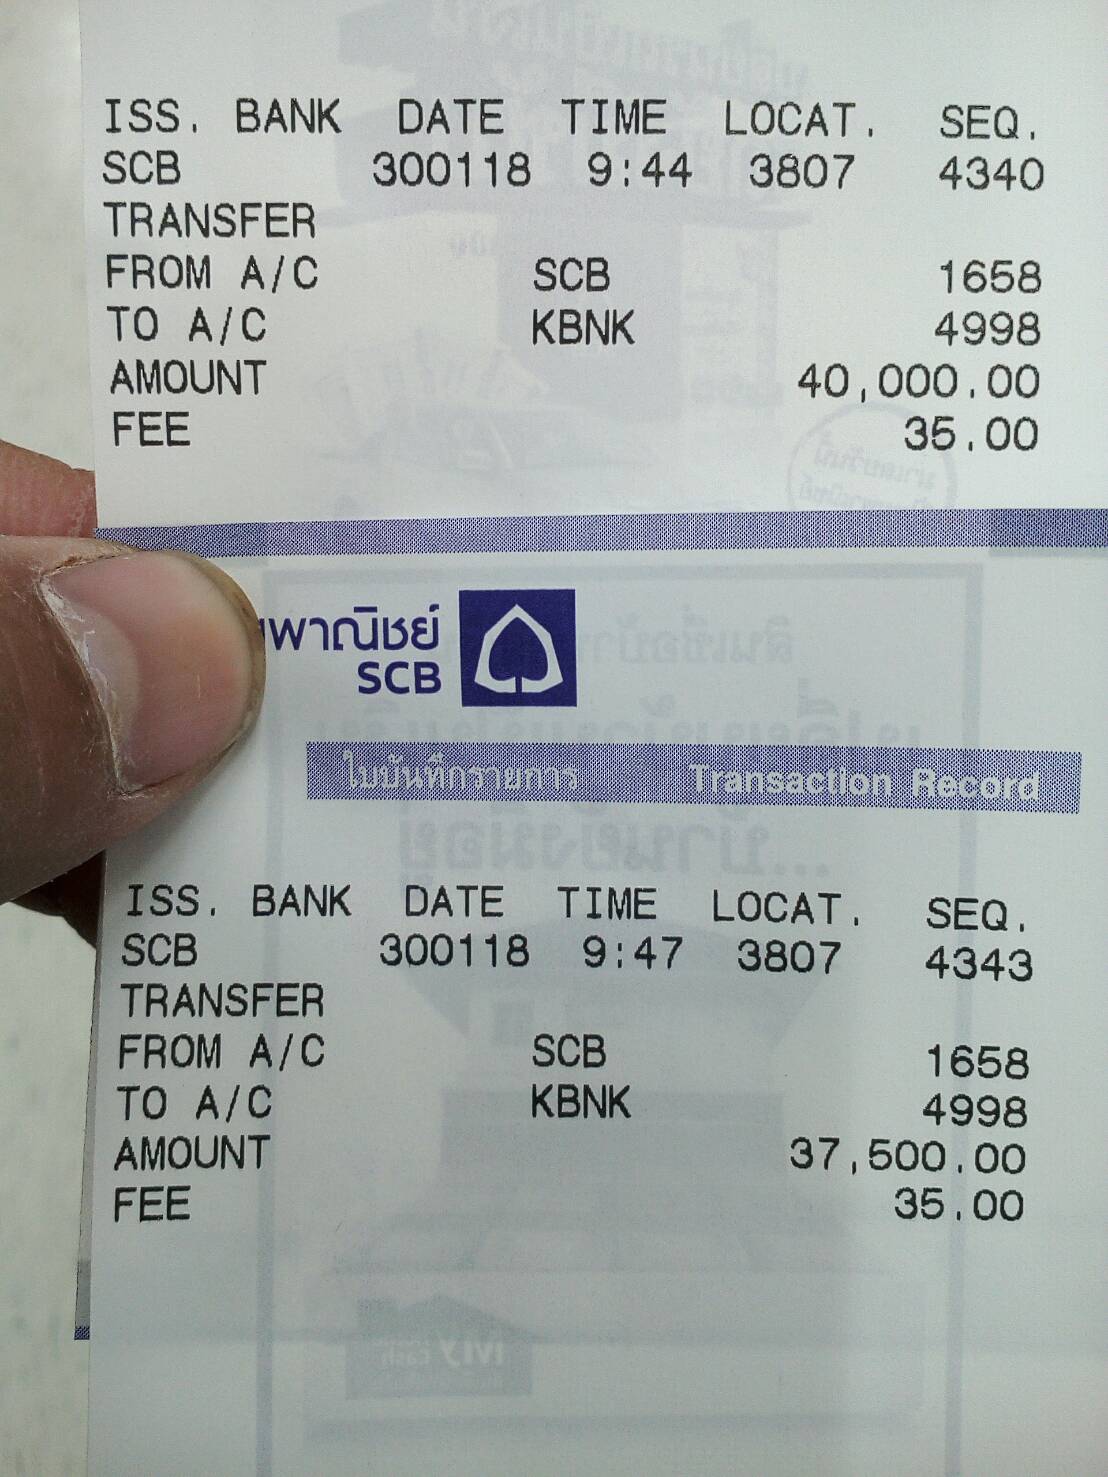 ISS. BANK DATE TIME LOCAT. SEQ.
SCB 300118 9:44 3807 4340
TRANSFER
FROM A/C SCB 1658
TO A/C KBNK 4998
AMOUNT 40,000.00
FEE 35.00
พาณิชย์
SCB
ใบบันทึกรายการ Transaction Record
ISS. BANK DATE TIME LOCAT. SEQ.
SCB 300118 9:47 3807 4343
TRANSFER
FROM A/C SCB 1658
TO A/C KBNK 4998
AMOUNT 37,500.00
FEE 35.00
My Cash